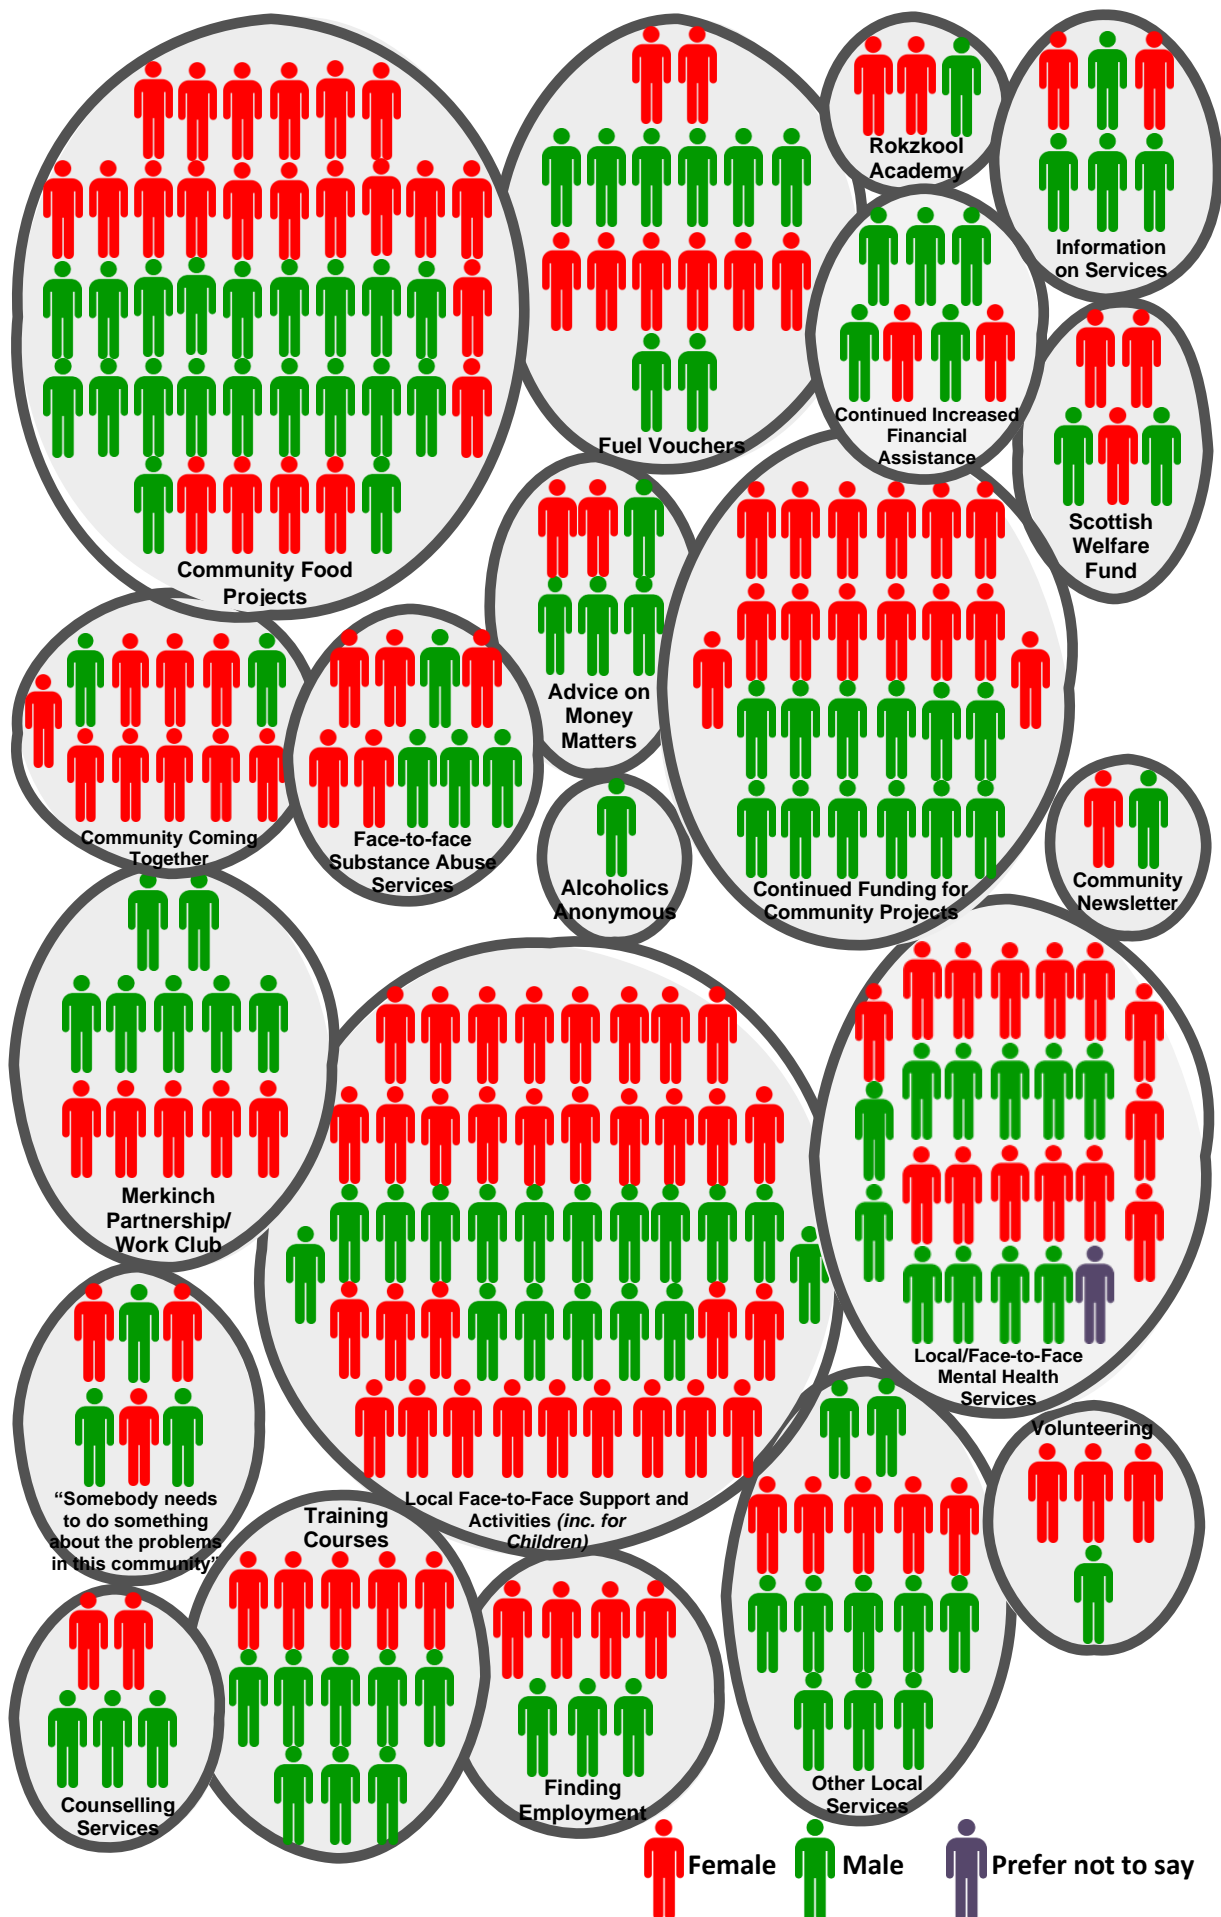 Rokzkool
Academy
Information
on Services
Fuel Vouchers
Continued Increased
Financial
Assistance
Scottish
Welfare
Fund
Community Food
Projects
Advice on
Money
Matters
Community Coming
Together
Face-to-face
Substance Abuse
Services
Alcoholics
Anonymous
Continued Funding for
Community Projects
Community
Newsletter
Merkinch
Partnership/
Work Club
Local/Face-to-Face
Mental Health
Services
Volunteering
"Somebody needs
to do something
about the problems
in this community"
Local Face-to-Face Support and
Activities (inc. for
Children)
Training
Courses
Counselling
Services
Finding
Employment
Other Local
Services
Female
Male
Prefer not to say